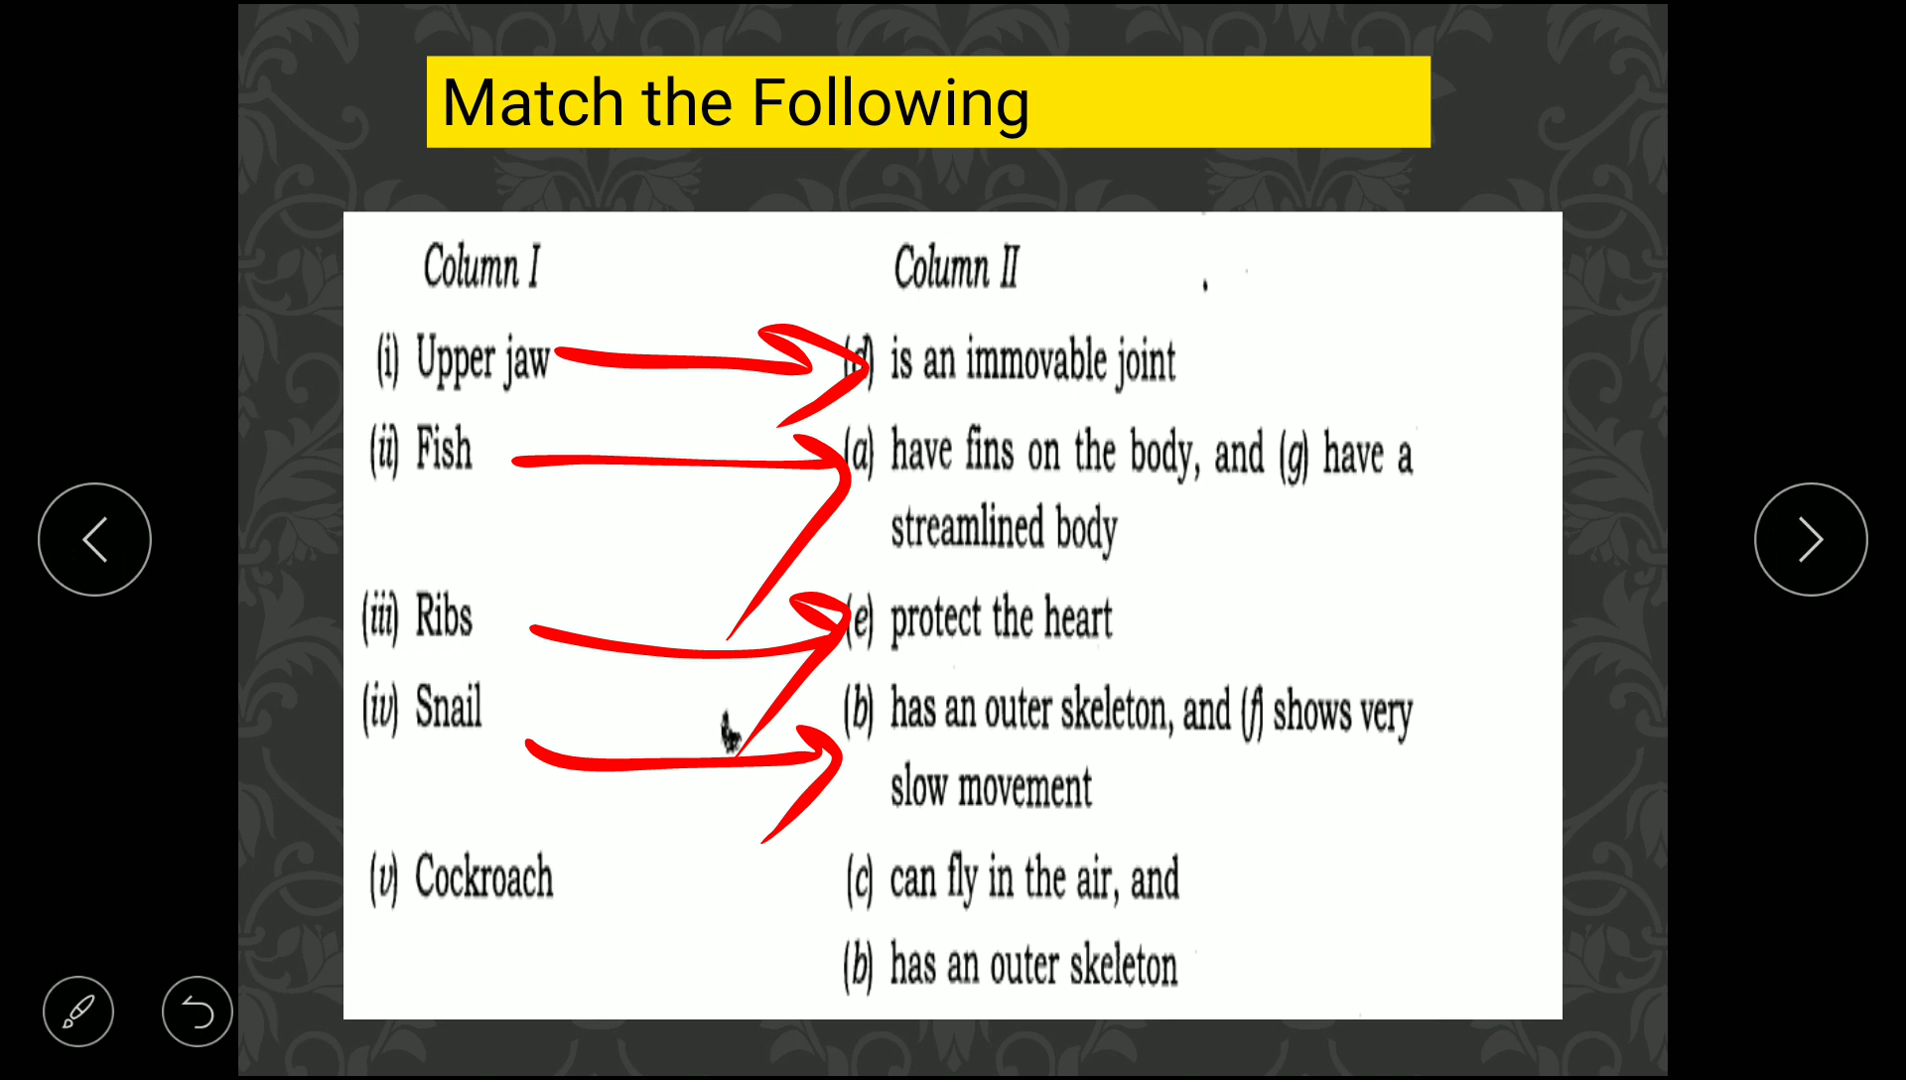 Match the Following
Column I Column II
(i) Upper jaw (d) is an immovable joint
(ii) Fish (a) have fins on the body, and (g) have a
streamlined body
(iii) Ribs (e) protect the heart
(iv) Snail (b) has an outer skeleton, and (f) shows very
slow movement
(v) Cockroach (c) can fly in the air, and
(b) has an outer skeleton